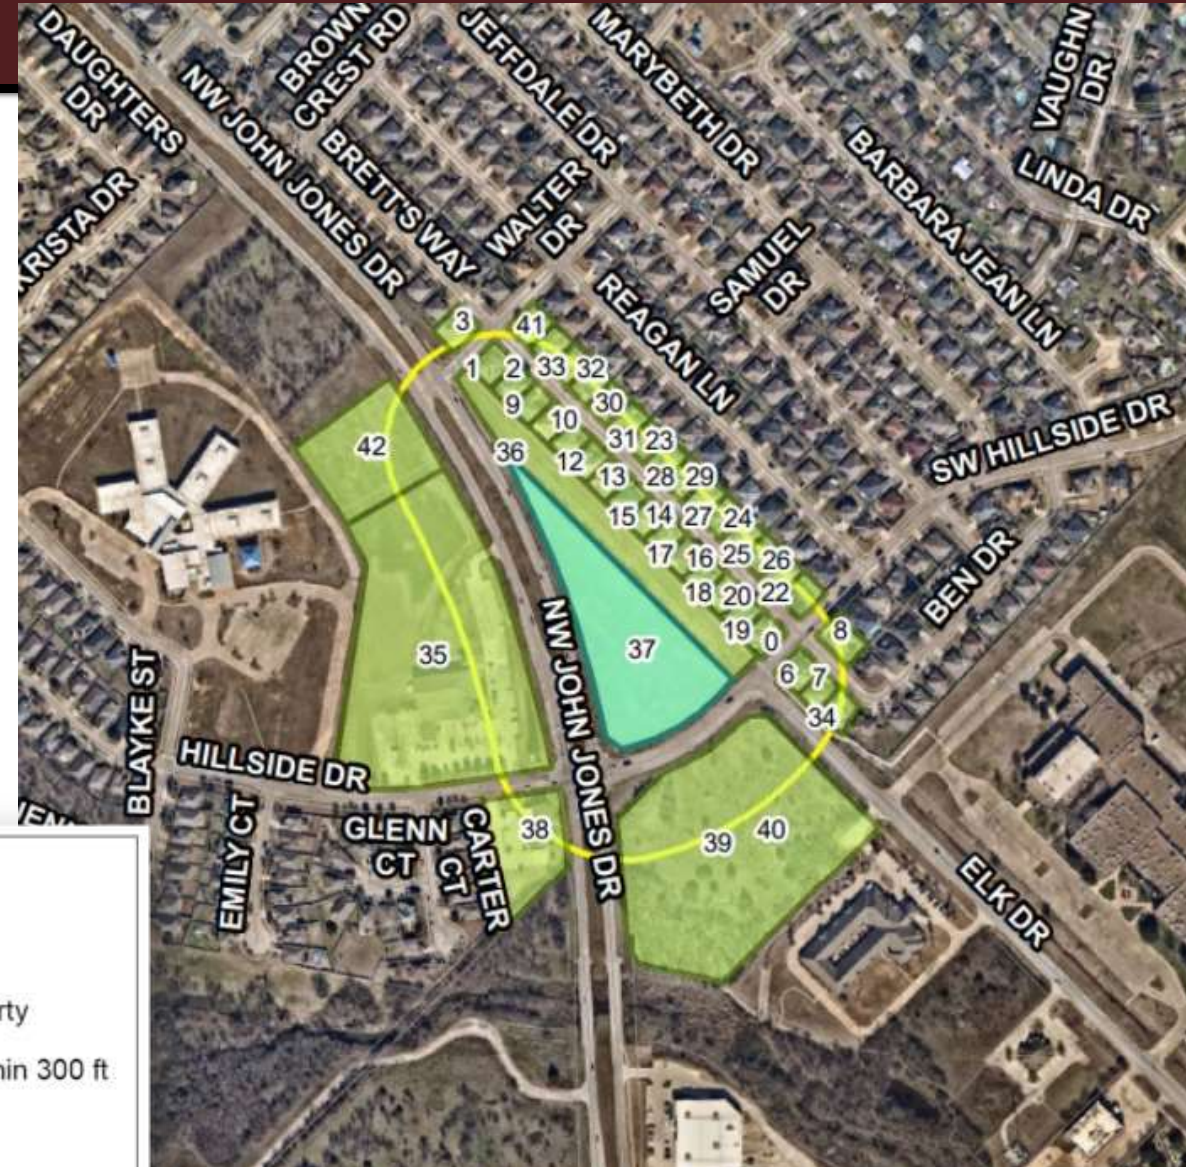 DAUGHTERS
DR
BROWN
CREST RD
JEFFDALE DR
MARYBETH DR
VAUGHN
DR
NW JOHN JONES DR
BRETT'S WAY
WALTER
DR
BARBARA JEAN LN
LINDA DR
SAMUEL
DR
REAGAN LN
SW HILLSIDE DR
BEN DR
3
41
1
2
33
32
9
30
10
42
36
31
23
12
13
28
29
15
14
27
24
17
16
25
26
18
20
22
19
0
8
35
37
6
7
34
NW JOHN JONES DR
BLAYKE ST
HILLSIDE DR
EMILY CT
GLENN
CT
CARTER
CT
38
39
40
ELK DR
in 300 ft